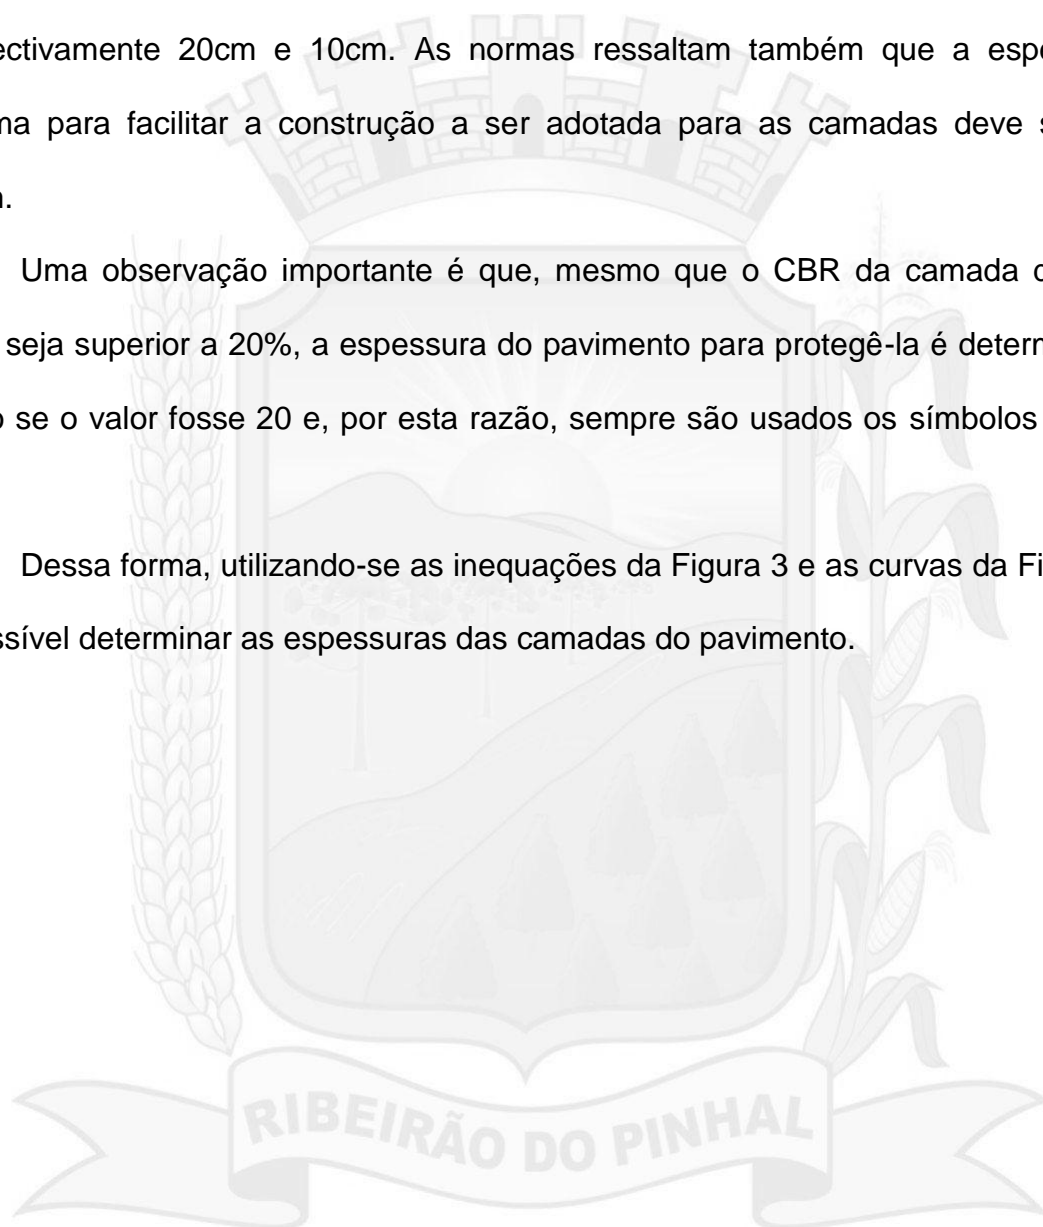 ectivamente 20cm e 10cm. As normas ressaltam também que a espe
ma para facilitar a construção a ser adotada para as camadas deve s
.
Uma observação importante é que, mesmo que o CBR da camada d
seja superior a 20%, a espessura do pavimento para protegê-la é determ
o se o valor fosse 20 e, por esta razão, sempre são usados os símbolos
Dessa forma, utilizando-se as inequações da Figura 3 e as curvas da Fi
ssível determinar as espessuras das camadas do pavimento.
RIBEIRÃO DO PINHAL